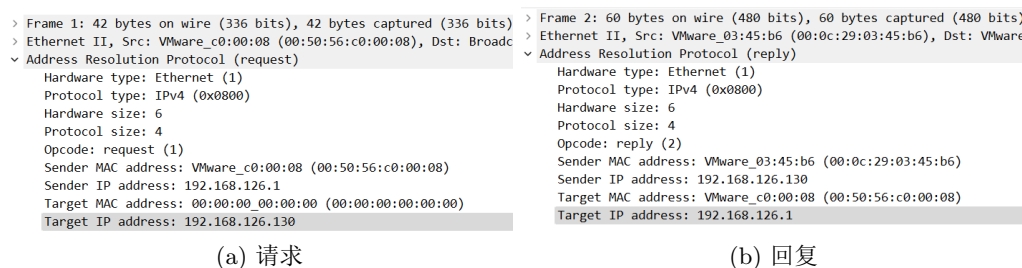 Frame 1: 42 bytes on wire (336 bits), 42 bytes captured (336 bits)
Ethernet II, Src: VMware_c0:00:08 (00:50:56:c0:00:08), Dst: Broadc
Address Resolution Protocol (request)
Hardware type: Ethernet (1)
Protocol type: IPv4 (0x0800)
Hardware size: 6
Protocol size: 4
Opcode: request (1)
Sender MAC address: VMware_c0:00:08 (00:50:56:c0:00:08)
Sender IP address: 192.168.126.1
Target MAC address: 00:00:00_00:00:00 (00:00:00:00:00:00)
Target IP address: 192.168.126.130
(a) 请求
Frame 2: 60 bytes on wire (480 bits), 60 bytes captured (480 bits)
Ethernet II, Src: VMware_03:45:b6 (00:0c:29:03:45:b6), Dst: VMware
Address Resolution Protocol (reply)
Hardware type: Ethernet (1)
Protocol type: IPv4 (0x0800)
Hardware size: 6
Protocol size: 4
Opcode: reply (2)
Sender MAC address: VMware_03:45:b6 (00:0c:29:03:45:b6)
Sender IP address: 192.168.126.130
Target MAC address: VMware_c0:00:08 (00:50:56:c0:00:08)
Target IP address: 192.168.126.1
(b) 回复